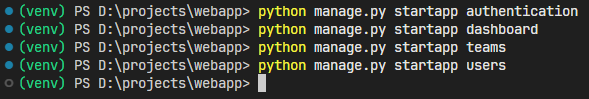 (venv) PS D:\projects\webapp> python manage.py startapp authentication
(venv) PS D:\projects\webapp> python manage.py startapp dashboard
(venv) PS D:\projects\webapp> python manage.py startapp teams
(venv) PS D:\projects\webapp> python manage.py startapp users
(venv) PS D:\projects\webapp>